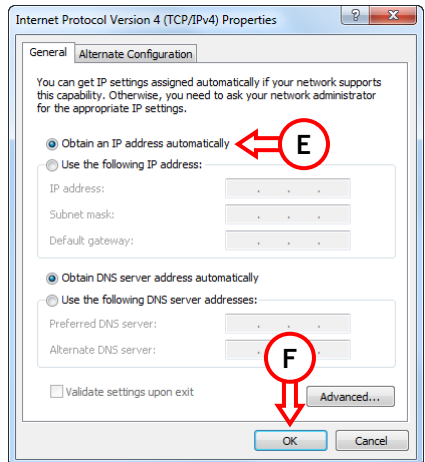 Internet Protocol Version 4 (TCP/IPv4) Properties
General
Alternate Configuration
You can get IP settings assigned automatically if your network supports
this capability. Otherwise, you need to ask your network administrator
for the appropriate IP settings.
Obtain an IP address automatically
E
Use the following IP address:
IP address:
Subnet mask:
Default gateway:
Obtain DNS server address automatically
Use the following DNS server addresses:
Preferred DNS server:
Alternate DNS server:
F
Validate settings upon exit
Advanced...
OK
Cancel